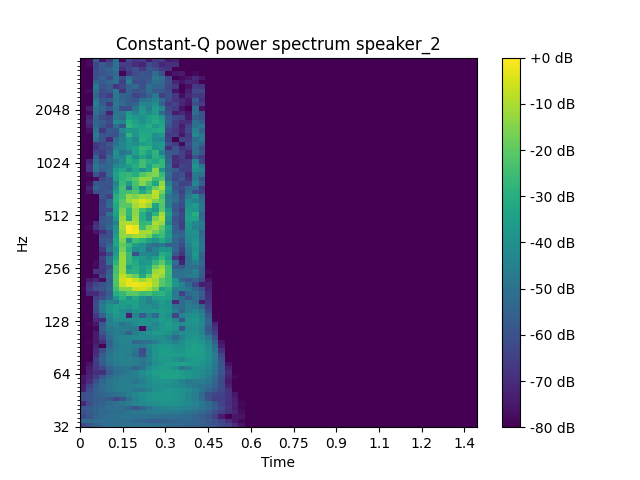 Constant-Q power spectrum speaker_2
+0 dB
2048
-10 dB
1024
-20 dB
512
-30 dB
Hz
-40 dB
256
-50 dB
128
-60 dB
64
-70 dB
32
-80 dB
0 0.15 0.3 0.45 0.6 0.75 0.9 1.1 1.2 1.4
Time